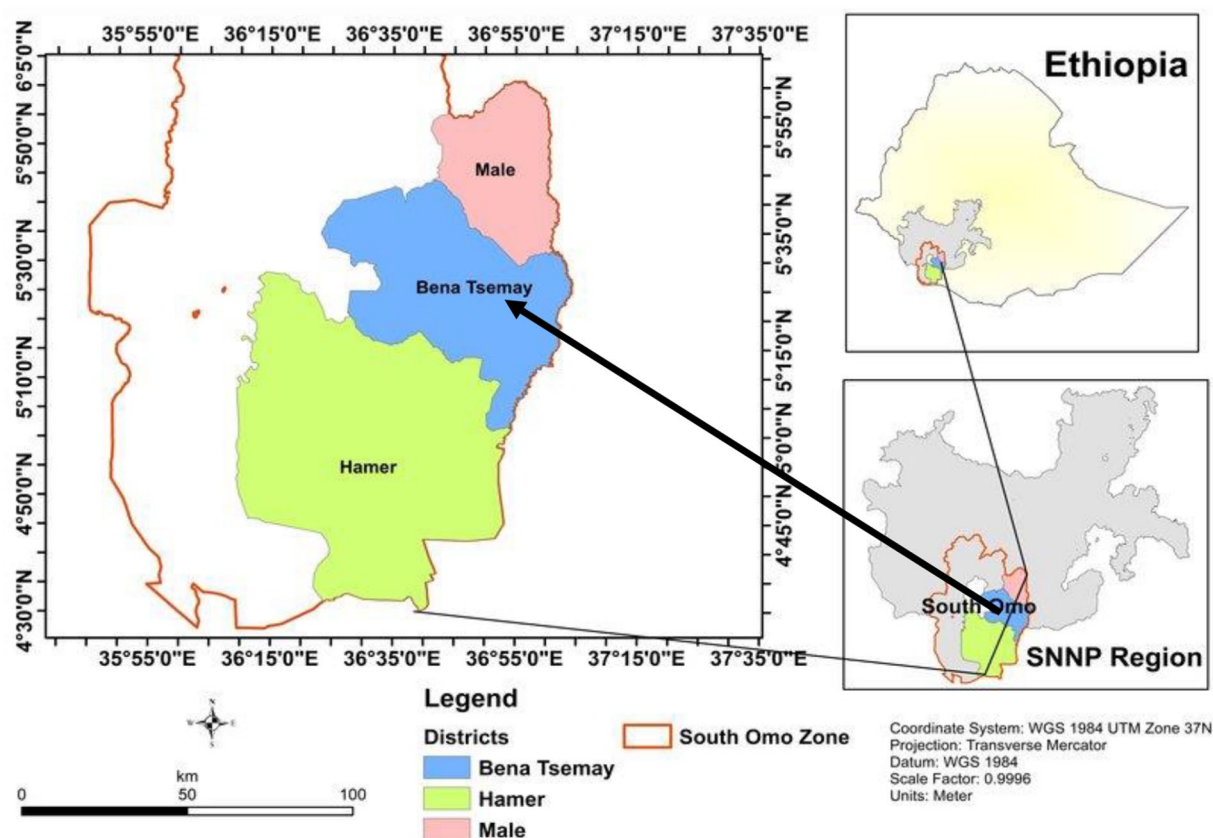 35°55'0"E 36°15'0"E 36°35'0"E 36°55'0"E 37°15'0"E 37°35'0"E
6°5'0"N
5°50'0"N
5°30'0"N
5°10'0"N
4°50'0"N
4°30'0"N
Male
Bena Tsemay
Hamer
5°55'0"N
5°35'0"N
5°15'0"N
5°0'0"N
4°45'0"N
35°55'0"E 36°15'0"E 36°35'0"E 36°55'0"E 37°15'0"E 37°35'0"E
Ethiopia
South Omo
SNNP Region
N
W E
S
km
0 50 100
Legend
Districts
Bena Tsemay
Hamer
Male
South Omo Zone
Coordinate System: WGS 1984 UTM Zone 37N
Projection: Transverse Mercator
Datum: WGS 1984
Scale Factor: 0.9996
Units: Meter